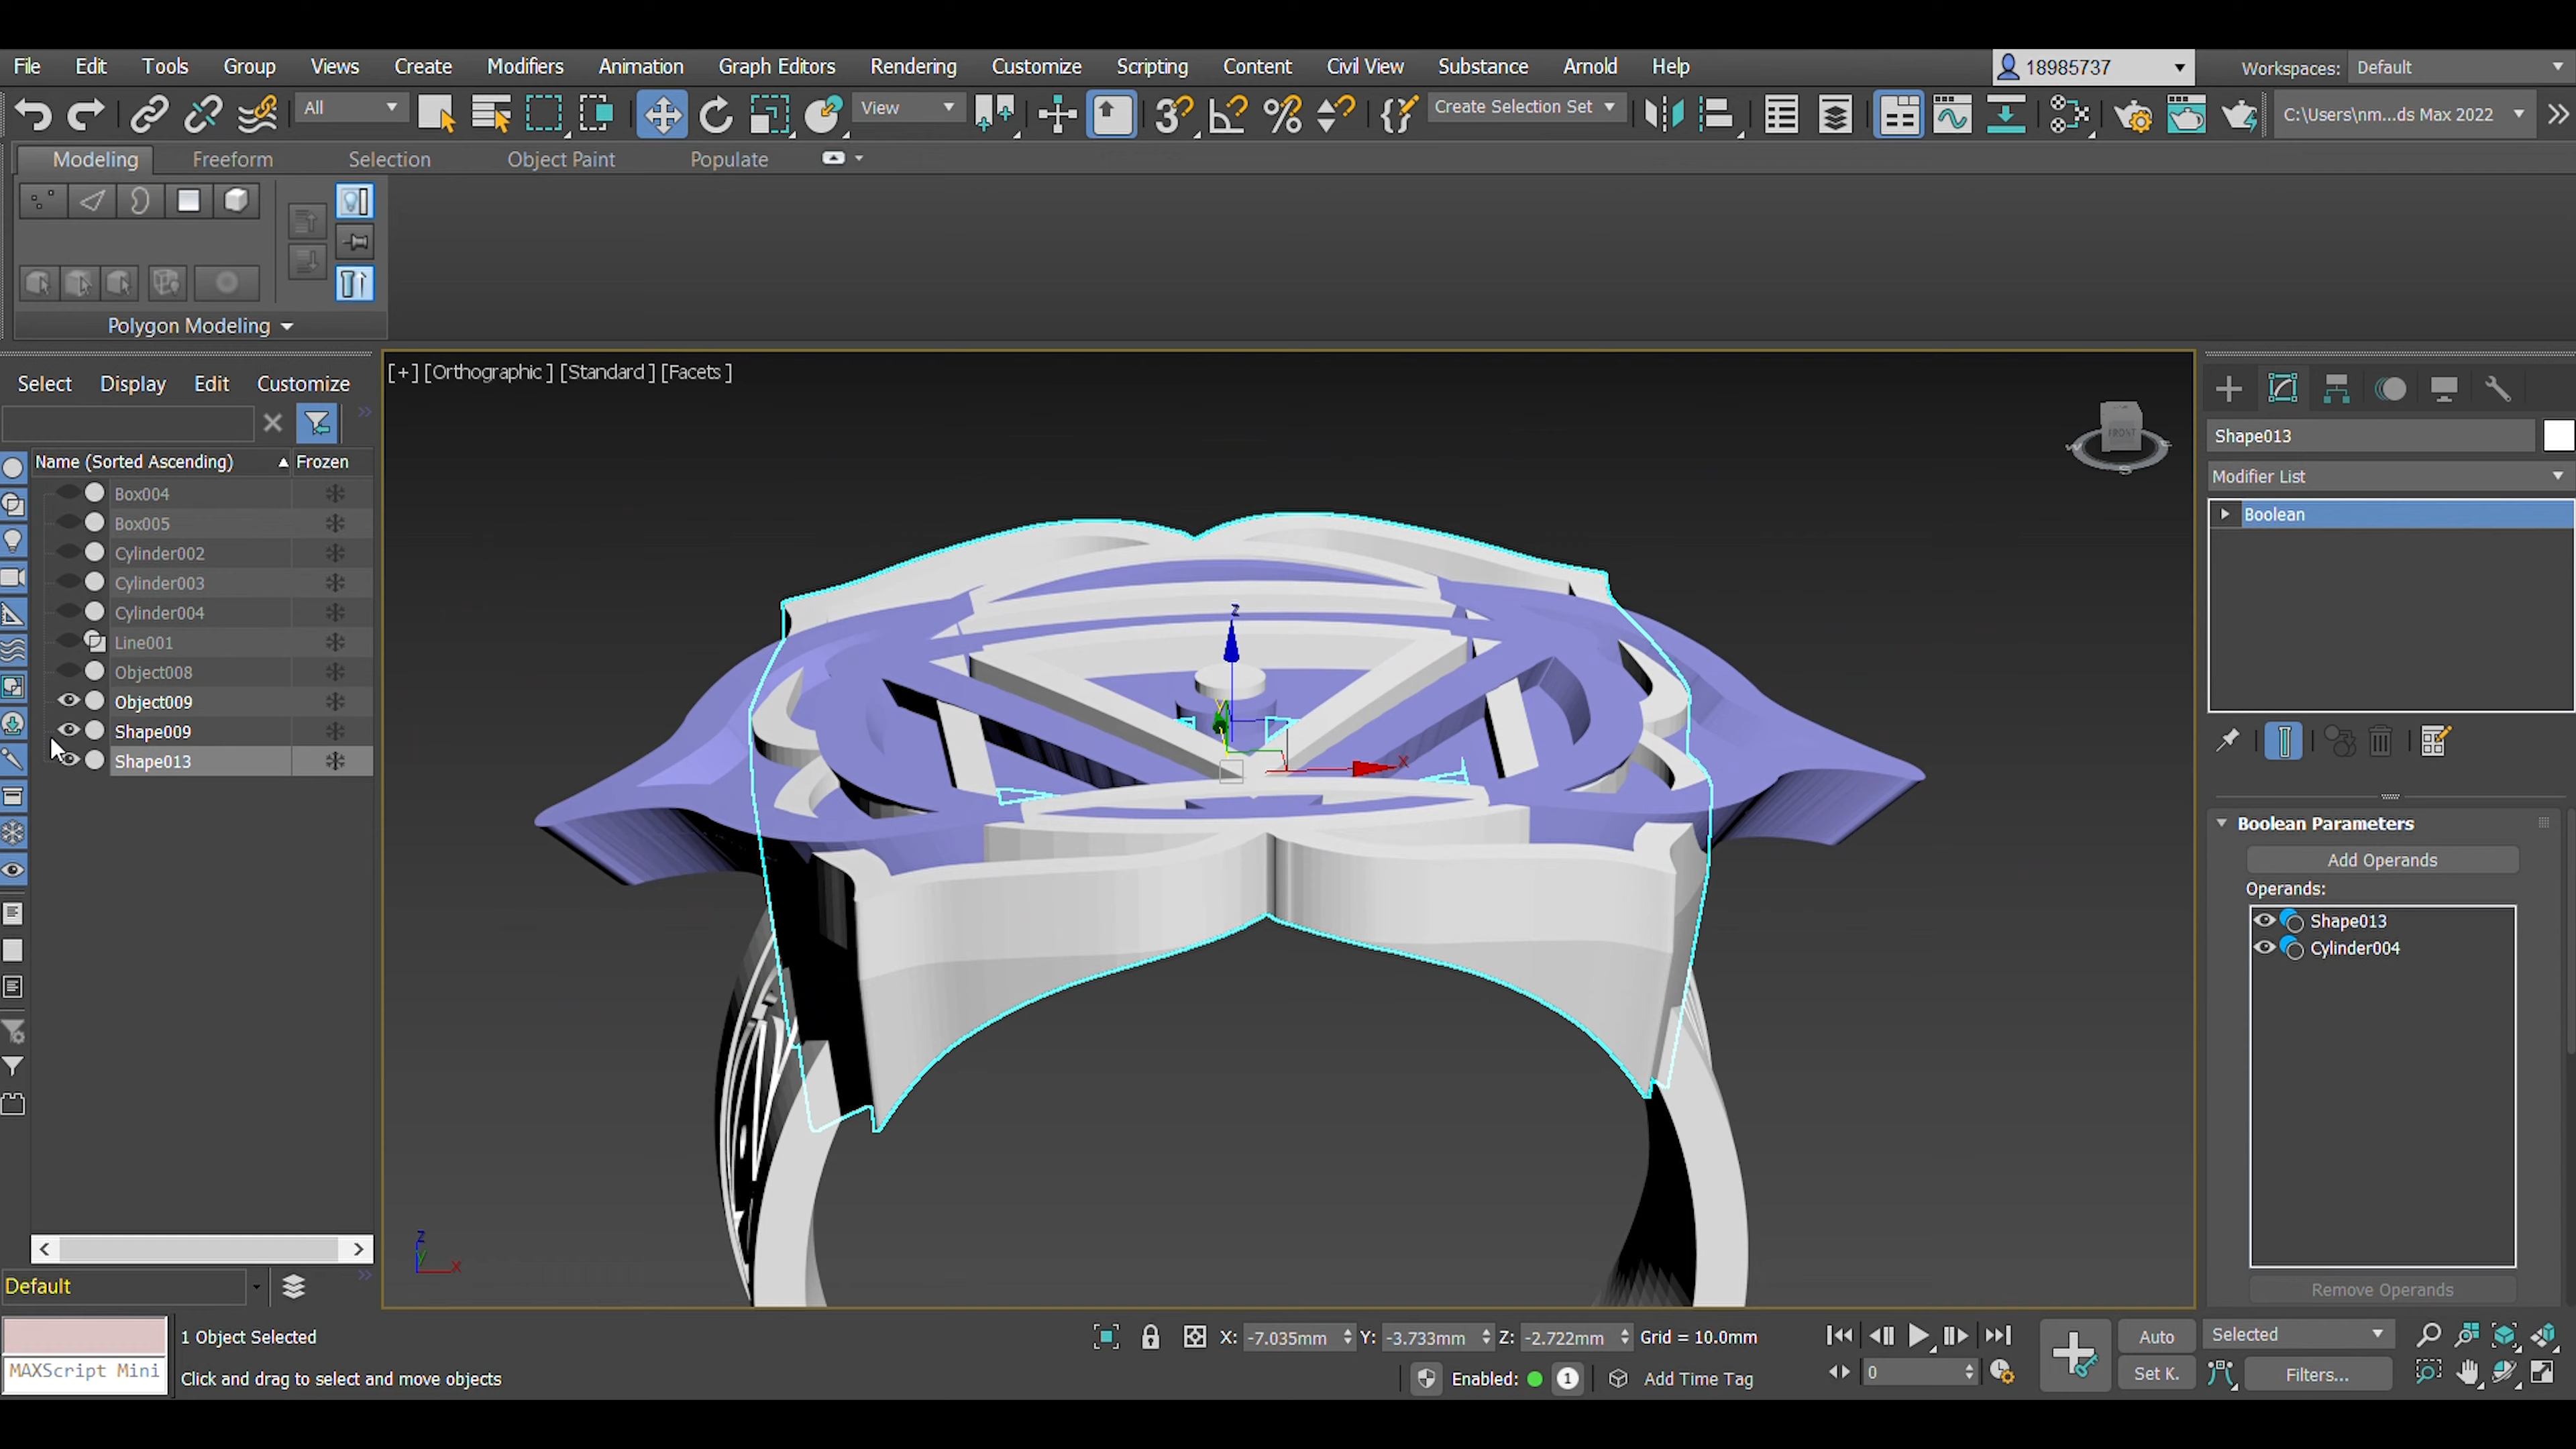 File Edit Tools Group Views Create Modifiers Animation Graph Editors Rendering Customize Scripting Content Civil View Substance Arnold Help 18985737 Workspaces: Default
All View Create Selection Set C:\Users\nm...ds Max 2022
Modeling Freeform Selection Object Paint Populate
Polygon Modeling
Select Display Edit Customize
Name (Sorted Ascending) Frozen
Box004
Box005
Cylinder002
Cylinder003
Cylinder004
Line001
Object008
Object009
Shape009
Shape013
Default
[+] [Orthographic ] [Standard ] [Facets ]
FRONT
W S
z
y
x
z
y
x
Shape013
Modifier List
Boolean
Boolean Parameters
Add Operands
Operands:
Shape013
Cylinder004
Remove Operands
1 Object Selected X: -7.035mm Y: -3.733mm Z: -2.722mm Grid = 10.0mm Auto Selected
MAXScript Mini Click and drag to select and move objects Enabled: 1 Add Time Tag 0 Set K. Filters...